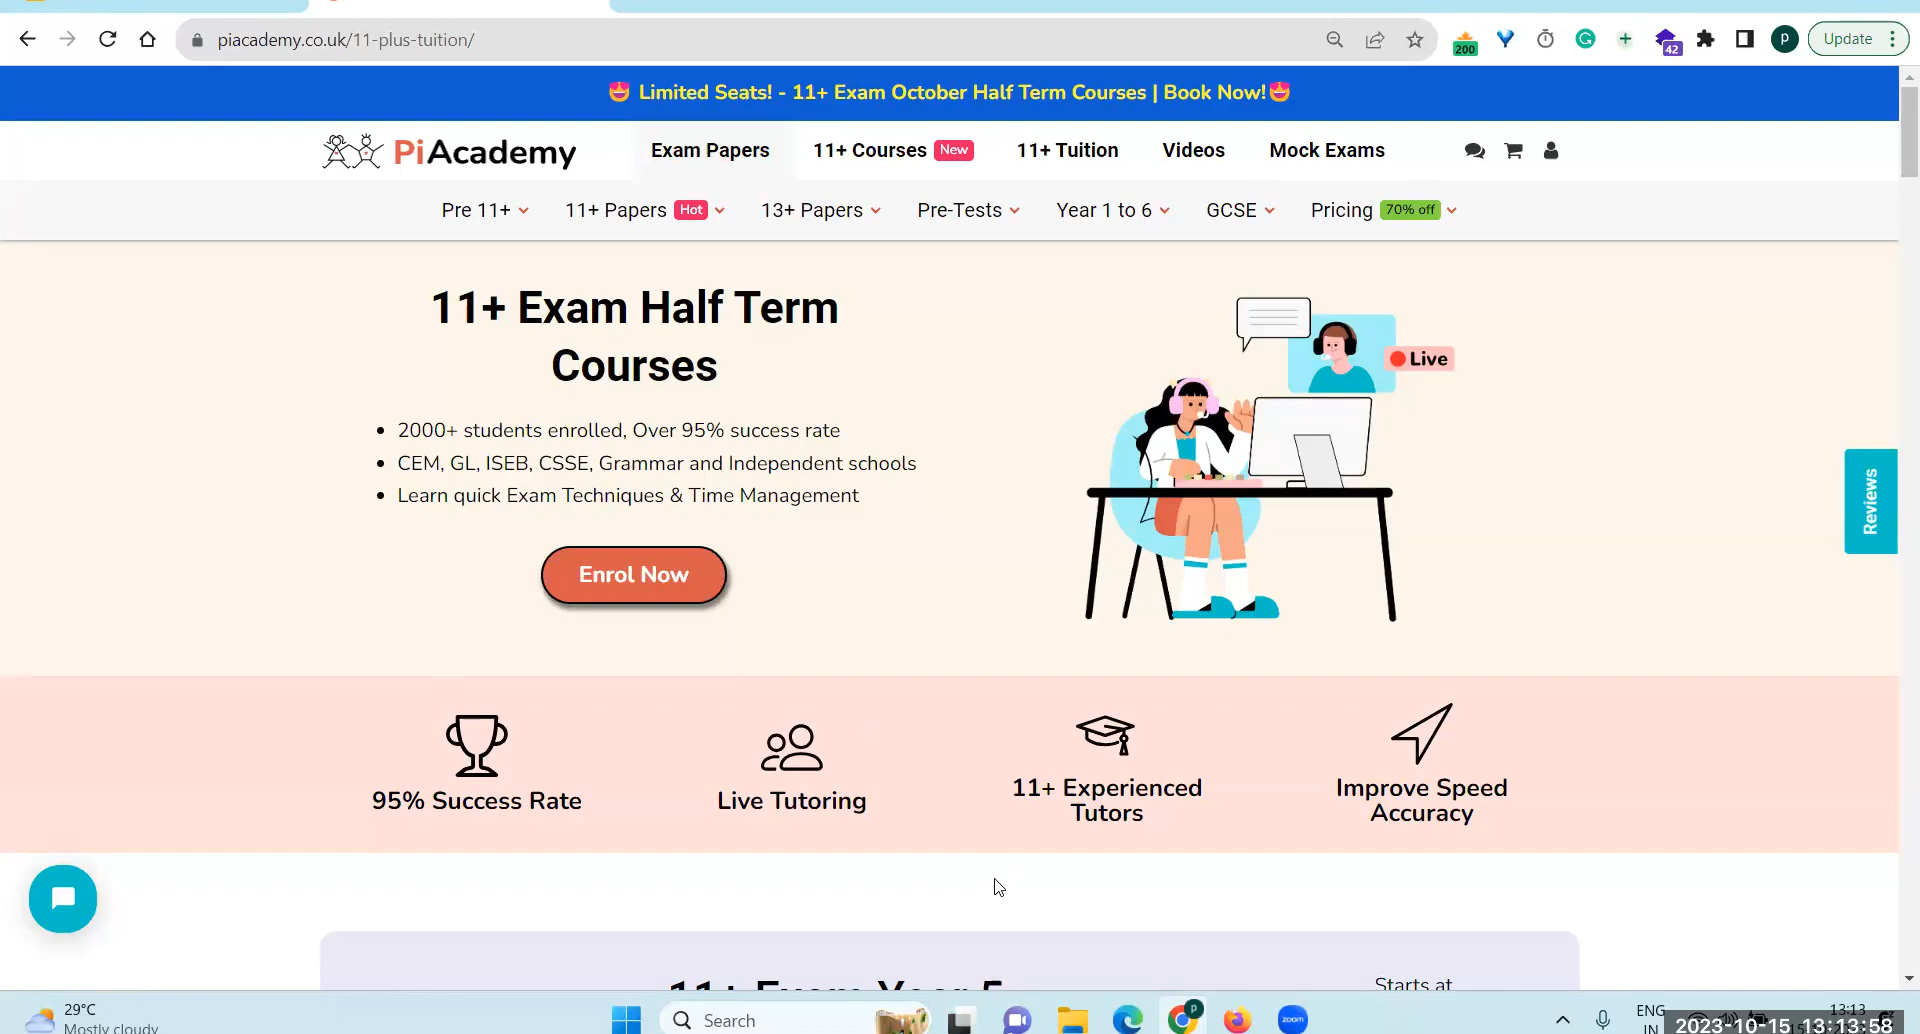 piacademy.co.uk/11-plus-tuition/
200
42
P
Update
Limited Seats! - 11+ Exam October Half Term Courses | Book Now!
PiAcademy
Exam Papers
11+ Courses New
11+ Tuition
Videos
Mock Exams
Pre 11+
11+ Papers Hot
13+ Papers
Pre-Tests
Year 1 to 6
GCSE
Pricing 70% off
11+ Exam Half Term
Courses
• 2000+ students enrolled, Over 95% success rate
• CEM, GL, ISEB, CSSE, Grammar and Independent schools
• Learn quick Exam Techniques & Time Management
Enrol Now
Live
Reviews
95% Success Rate
Live Tutoring
11+ Experienced
Tutors
Improve Speed
Accuracy
11+ Exam Year 5
Starts at
29°C
Mostly cloudy
Search
P
zoom
ENG
IN
13:13
2023-10-15 13:13:58